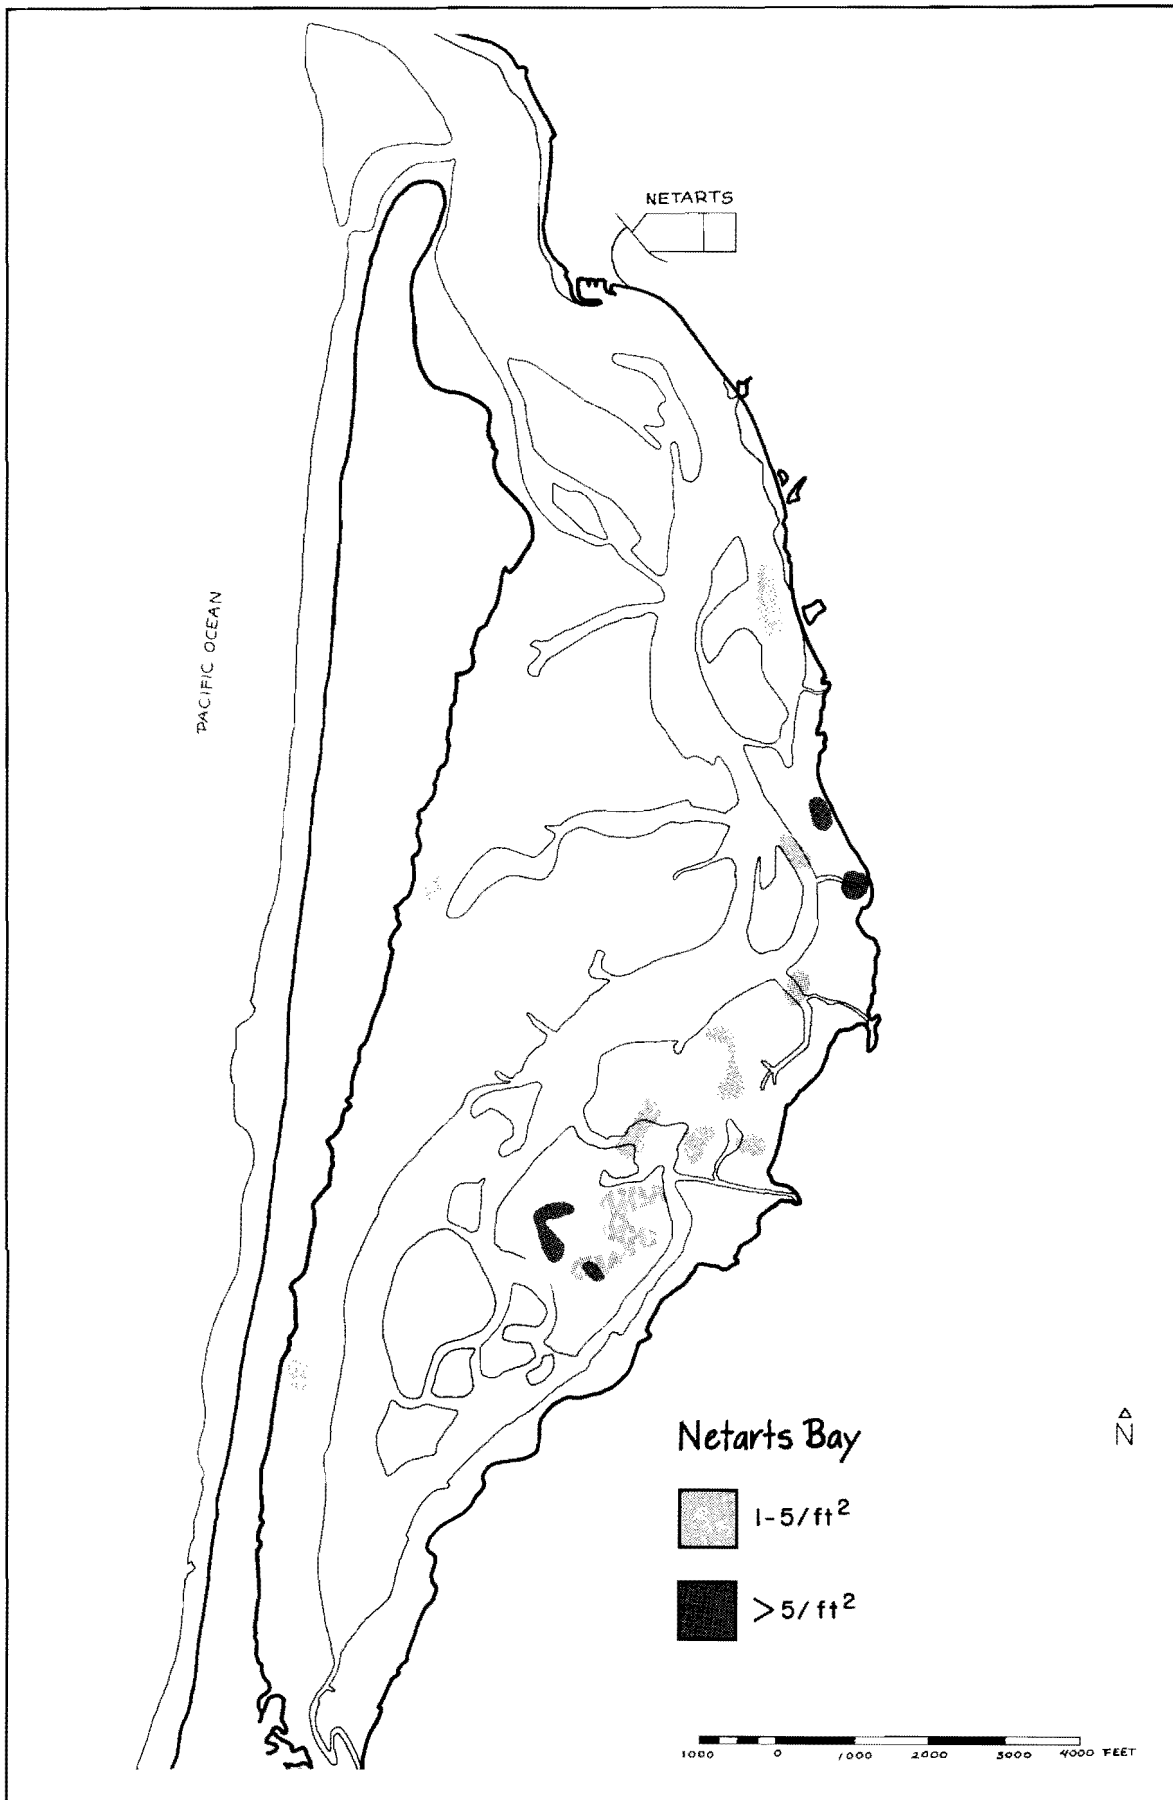 NETARTS
PACIFIC OCEAN
Netarts Bay
N
1-5/ft²
>5/ft²
1000 0 1000 2000 3000 4000 FEET